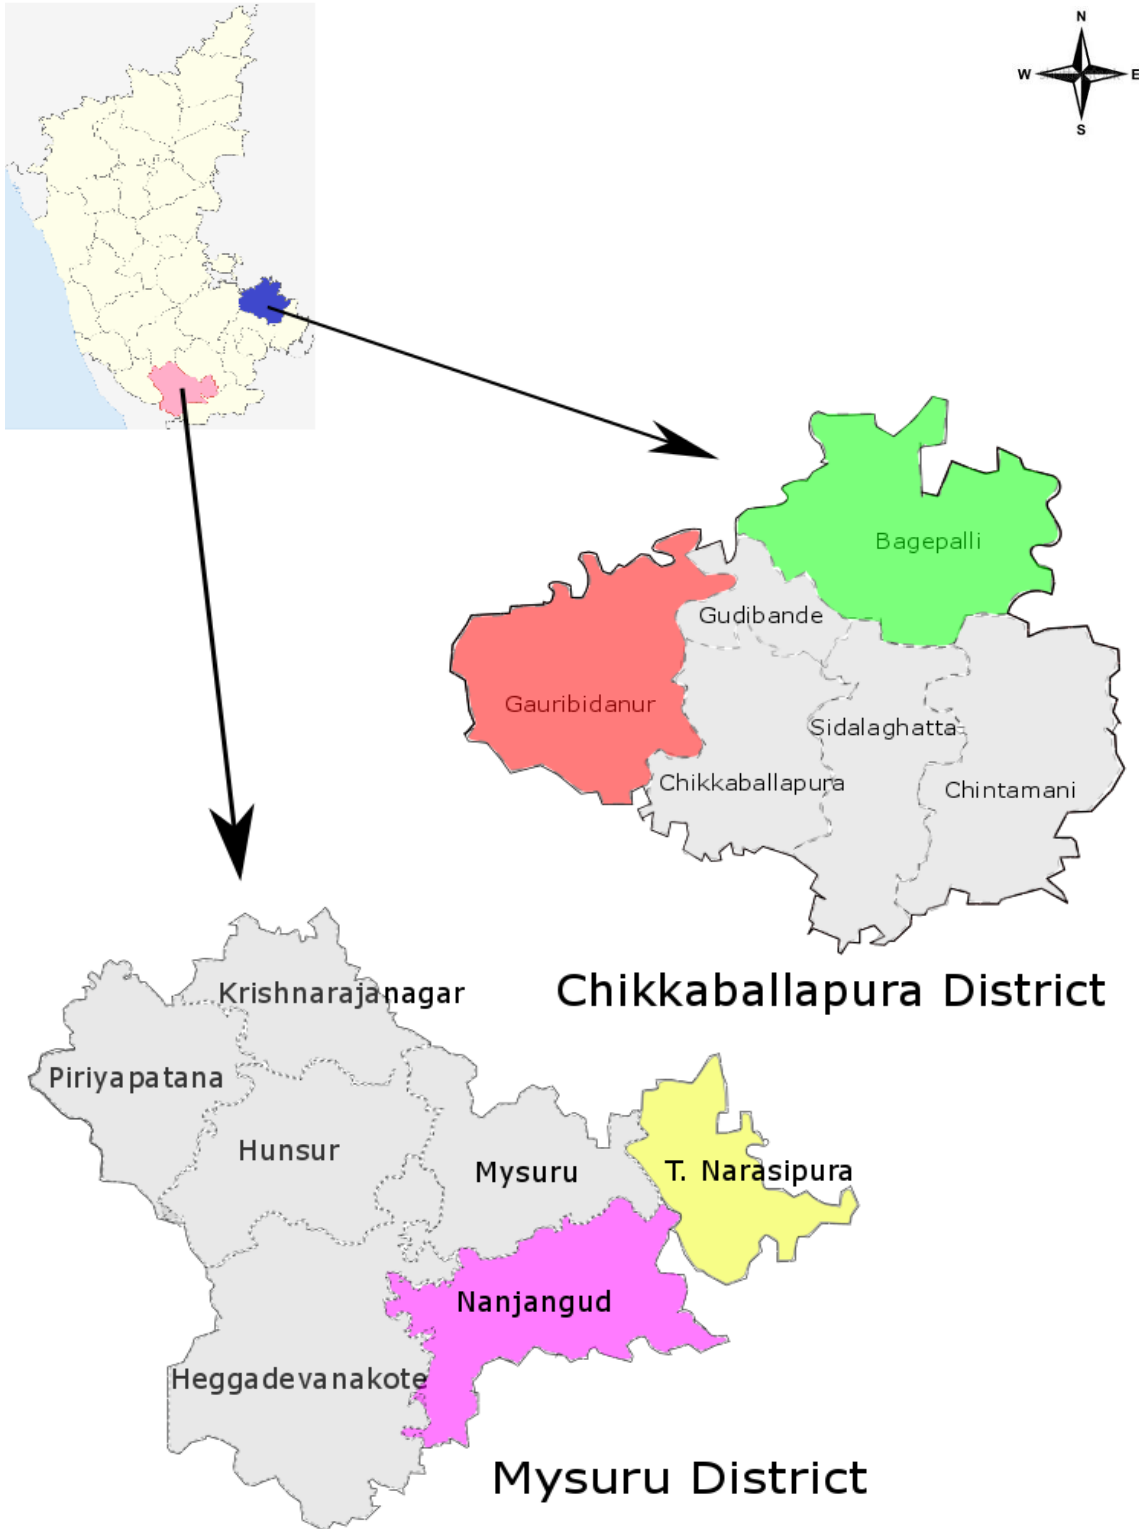 N
W E
S
Bagepalli
Gudibande
Gauribidanur
Sidalaghatta
Chikkaballapura
Chintamani
Chikkaballapura District
Krishnarajanagar
Piriyapatana
Hunsur
Mysuru
T. Narasipura
Nanjangud
Heggadevanakote
Mysuru District